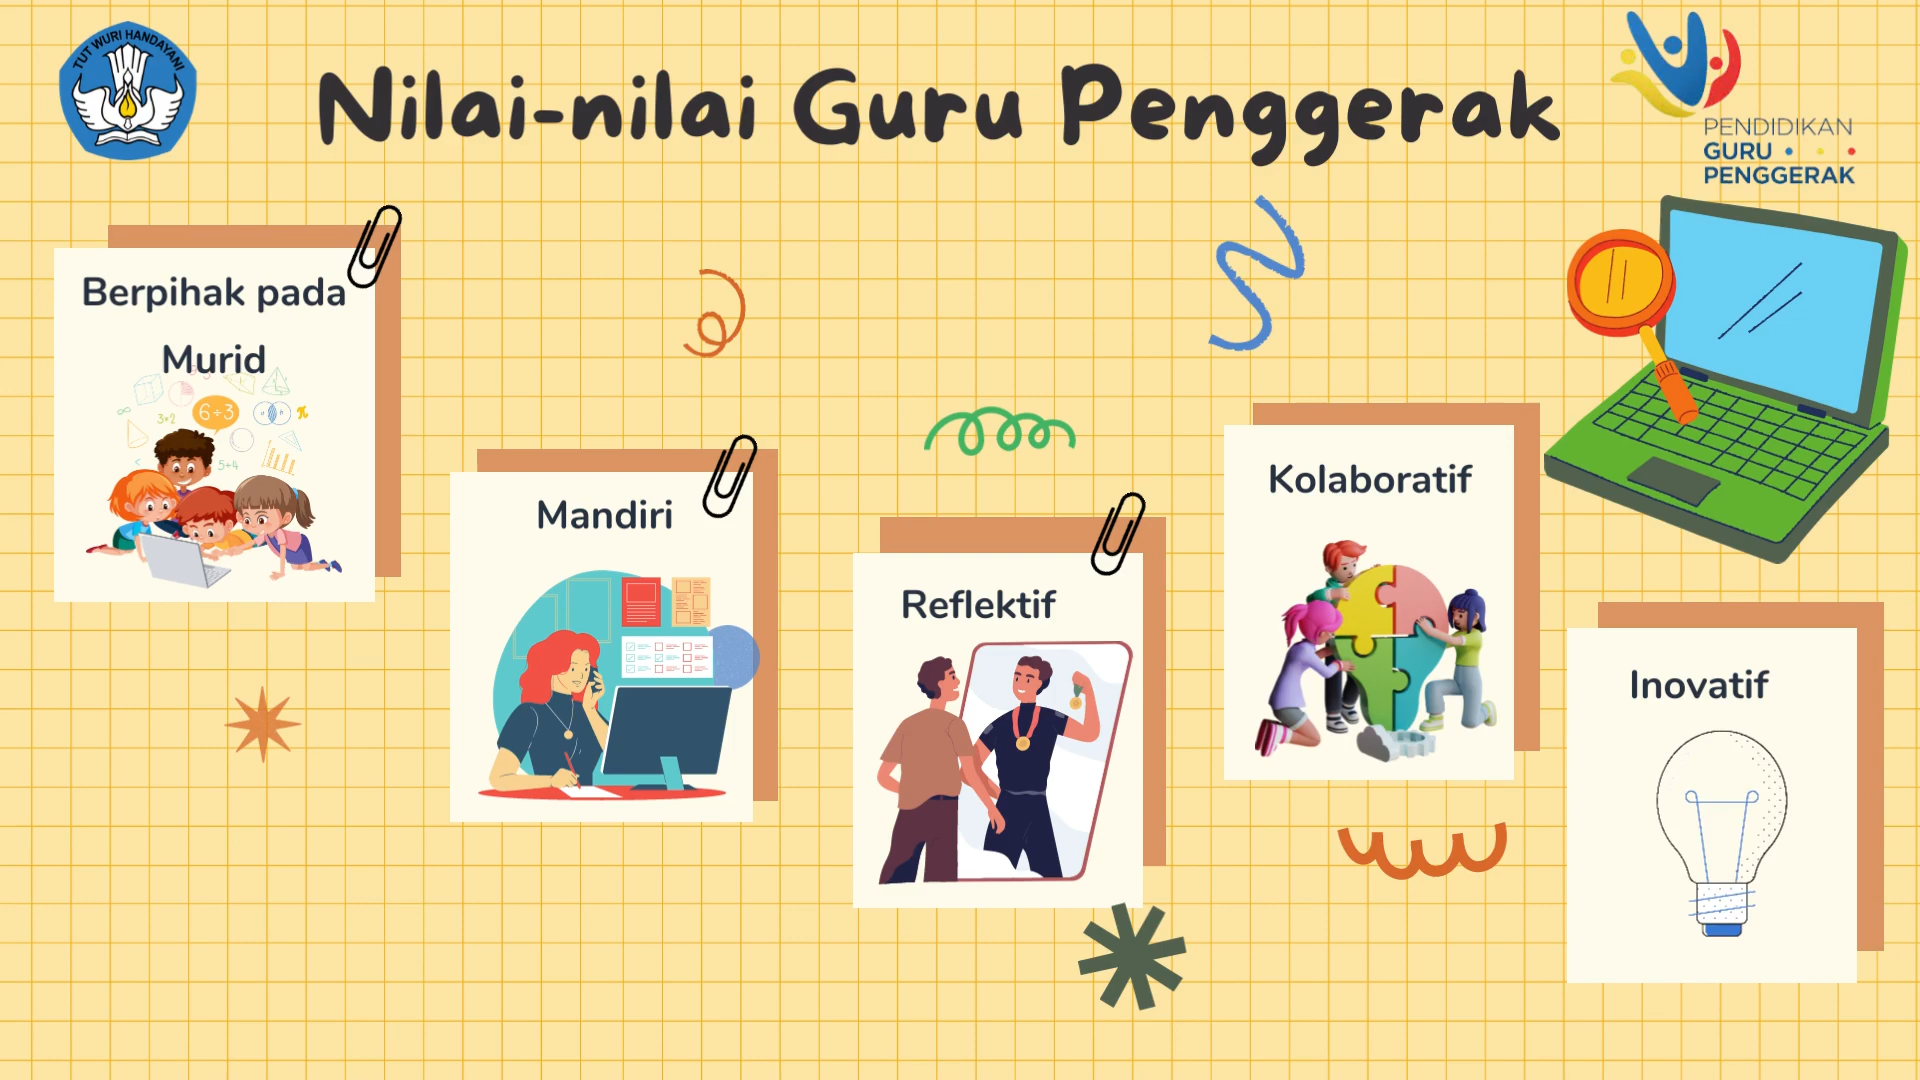 TUT WURI HANDAYANI
Nilai-nilai Guru Penggerak
PENDIDIKAN
GURU
PENGGERAK
Berpihak pada
Murid
3×2
6÷3
π
∞
5+4
<
Mandiri
Reflektif
Kolaboratif
Inovatif